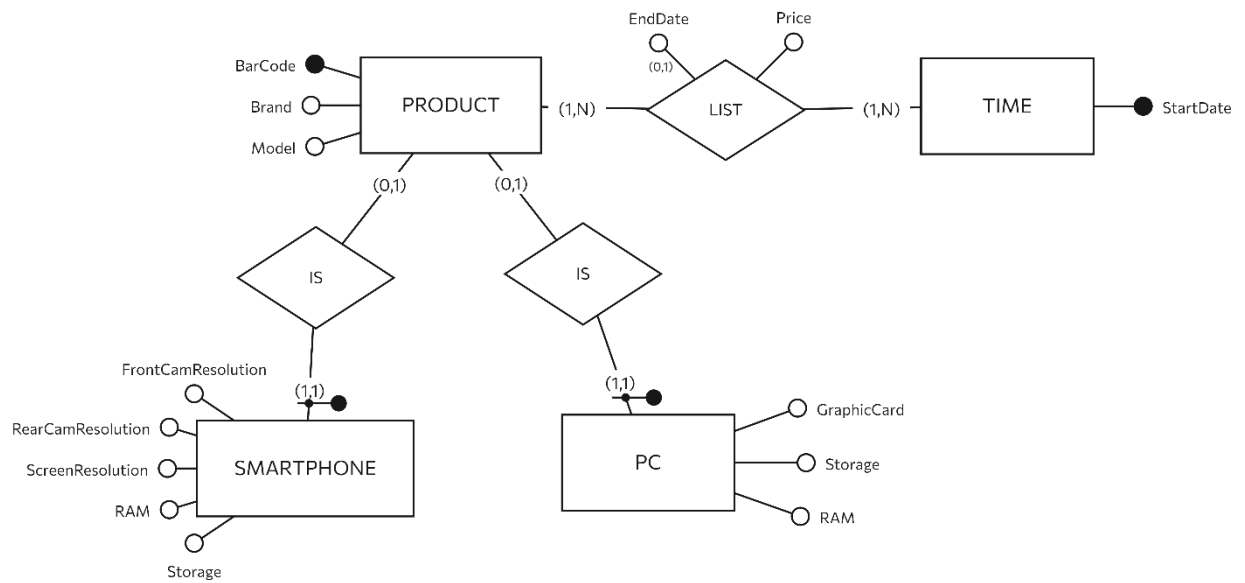 EndDate
Price
(0,1)
BarCode
Brand
Model
PRODUCT
(1,N)
LIST
(1,N)
TIME
StartDate
(0,1)
(0,1)
IS
IS
FrontCamResolution
(1,1)
(1,1)
RearCamResolution
ScreenResolution
RAM
Storage
SMARTPHONE
PC
GraphicCard
Storage
RAM